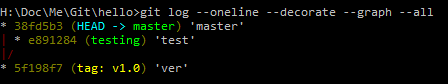 H:\Doc\Me\Git\hello>git log --oneline --decorate --graph --all
* 38fd5b3 (HEAD -> master) 'master'
| * e891284 (testing) 'test'
|/
* 5f198f7 (tag: v1.0) 'ver'